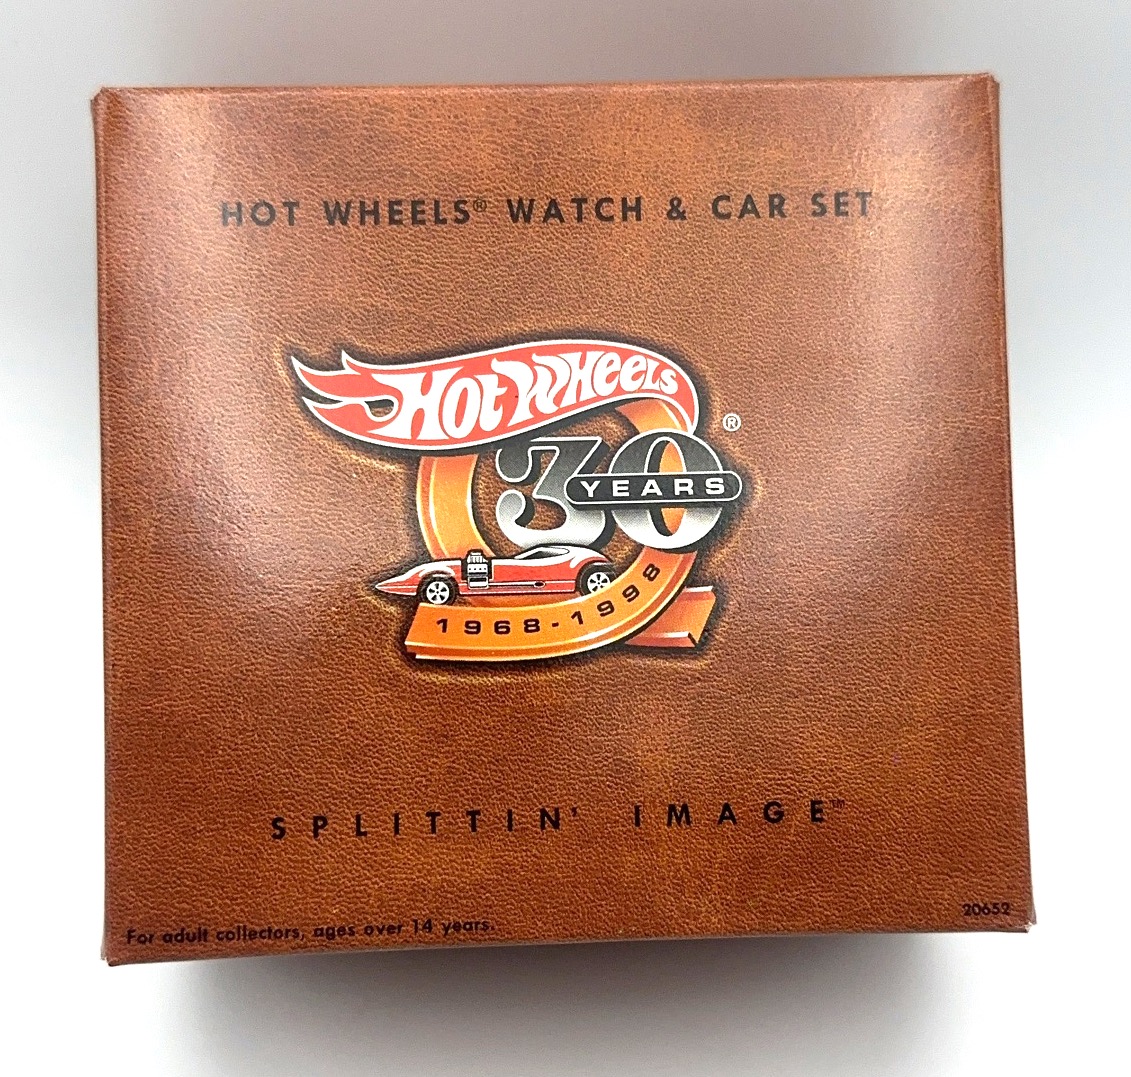 HOT WHEELS® WATCH & CAR SET
Hot Wheels ®
30
YEARS
1968-1998
SPLITTIN' IMAGE™
20652
For adult collectors, ages over 14 years.